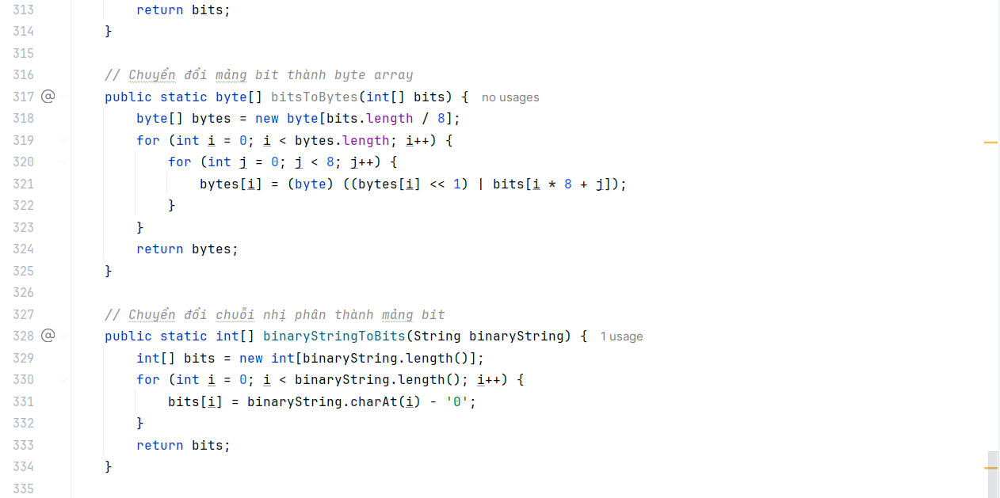 313 return bits;
314 }
315
316 // Chuyển đổi mảng bit thành byte array
317 @ public static byte[] bitsToBytes(int[] bits) { no usages
318 byte[] bytes = new byte[bits.length / 8];
319 for (int i = 0; i < bytes.length; i++) {
320 for (int j = 0; j < 8; j++) {
321 bytes[i] = (byte) ((bytes[i] << 1) | bits[i * 8 + j]);
322 }
323 }
324 return bytes;
325 }
326
327 // Chuyển đổi chuỗi nhị phân thành mảng bit
328 @ public static int[] binaryStringToBits(String binaryString) { 1 usage
329 int[] bits = new int[binaryString.length()];
330 for (int i = 0; i < binaryString.length(); i++) {
331 bits[i] = binaryString.charAt(i) - '0';
332 }
333 return bits;
334 }
335